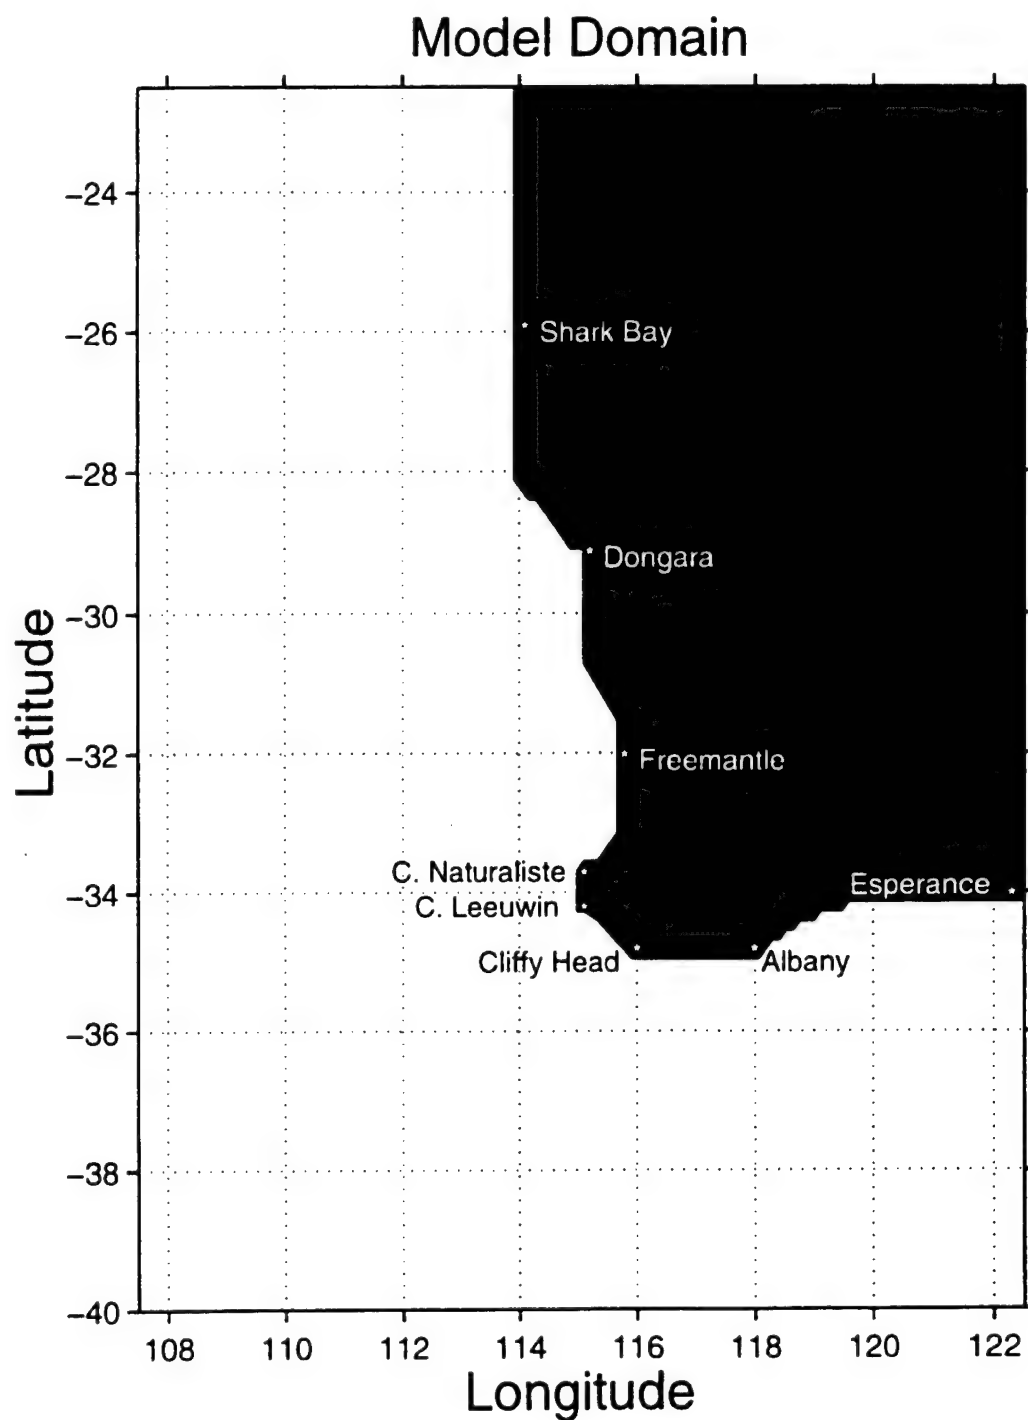 Model Domain
−24
−26
−28
−30
−32
−34
−36
−38
−40
Latitude
Shark Bay
Dongara
Freemantle
C. Naturaliste
C. Leeuwin
Esperance
Cliffy Head
Albany
108 110 112 114 116 118 120 122
Longitude